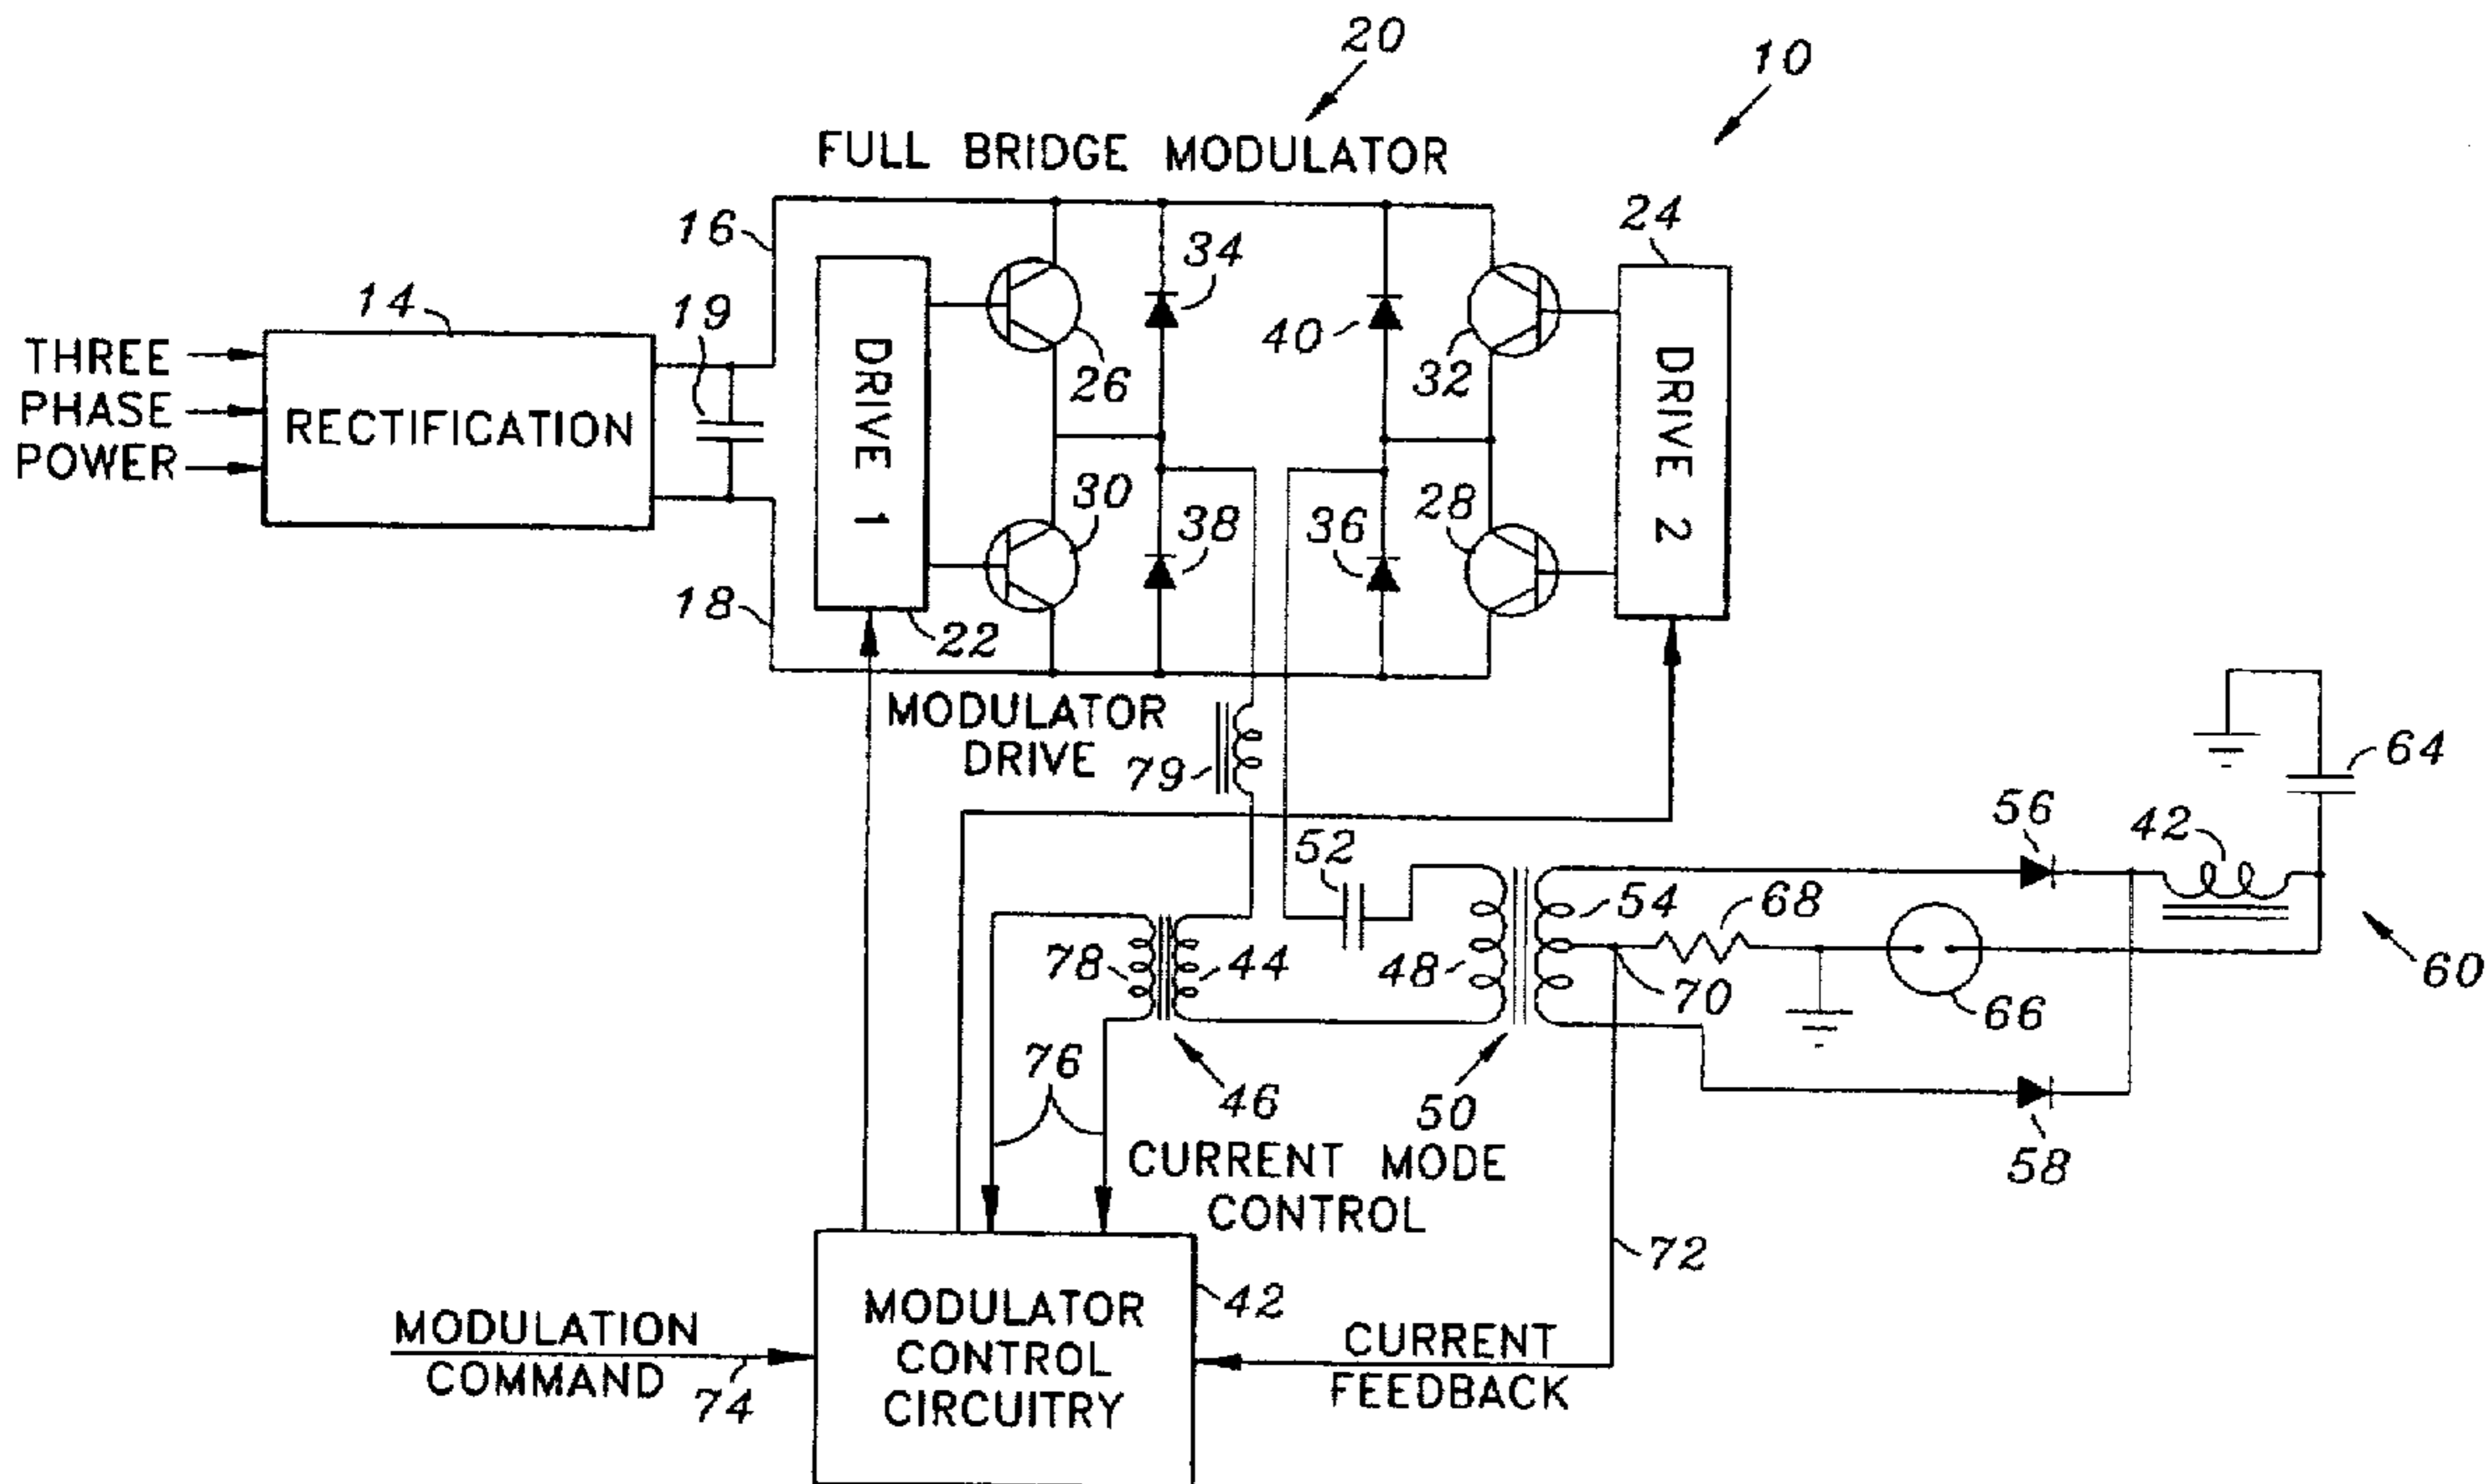 20
10
FULL BRIDGE MODULATOR
16
34
24
14
19
40
32
26
THREE
PHASE
POWER
RECTIFICATION
DRIVE 1
DRIVE 2
30
38
36
28
18
22
MODULATOR
DRIVE
79
64
56
42
52
54
68
78
44
48
70
66
60
76
46
50
58
CURRENT MODE
CONTROL
72
42
MODULATION
COMMAND
74
MODULATOR
CONTROL
CIRCUITRY
CURRENT
FEEDBACK